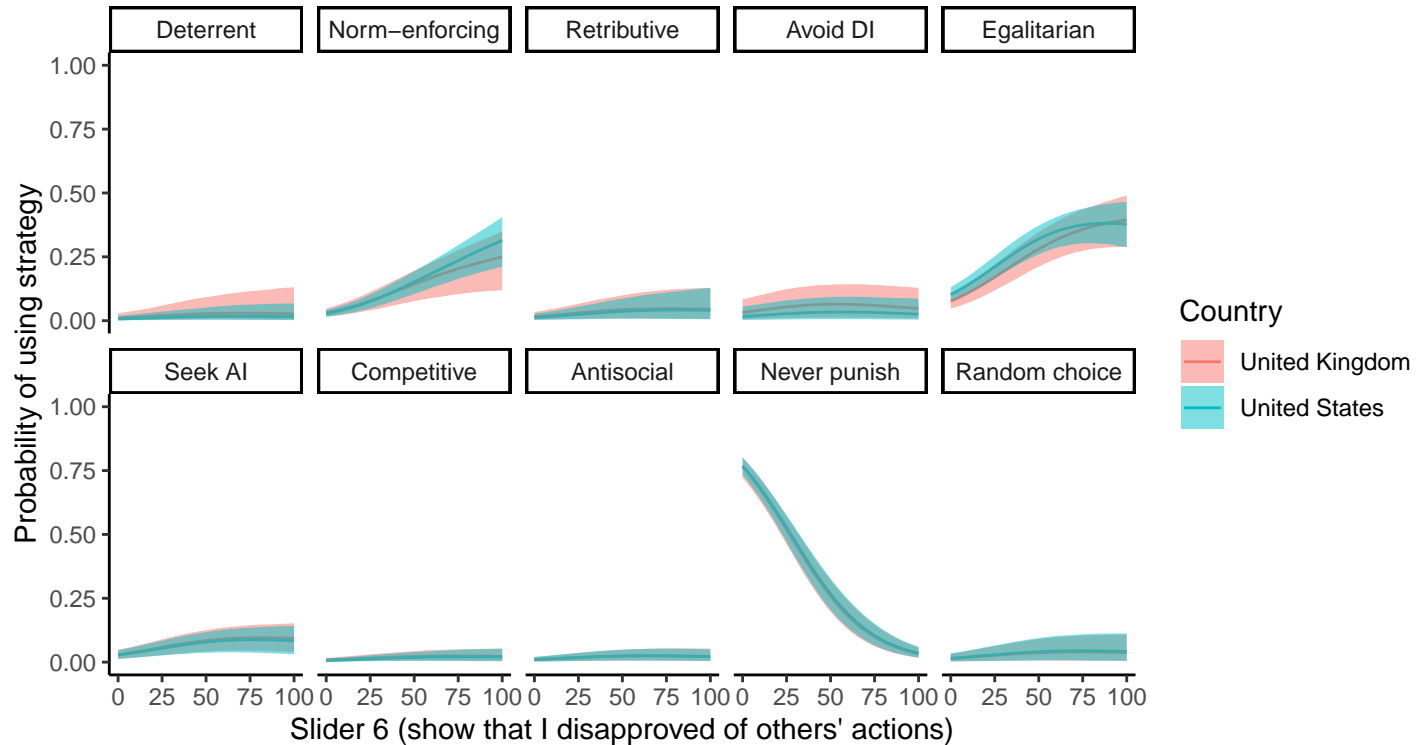 Deterrent Norm−enforcing Retributive Avoid DI Egalitarian
1.00
0.75
0.50
0.25
0.00
Seek AI Competitive Antisocial Never punish Random choice
1.00
0.75
0.50
0.25
0.00
0 25 50 75 100 0 25 50 75 100 0 25 50 75 100 0 25 50 75 100 0 25 50 75 100
Slider 6 (show that I disapproved of others' actions)
Probability of using strategy
Country
United Kingdom
United States